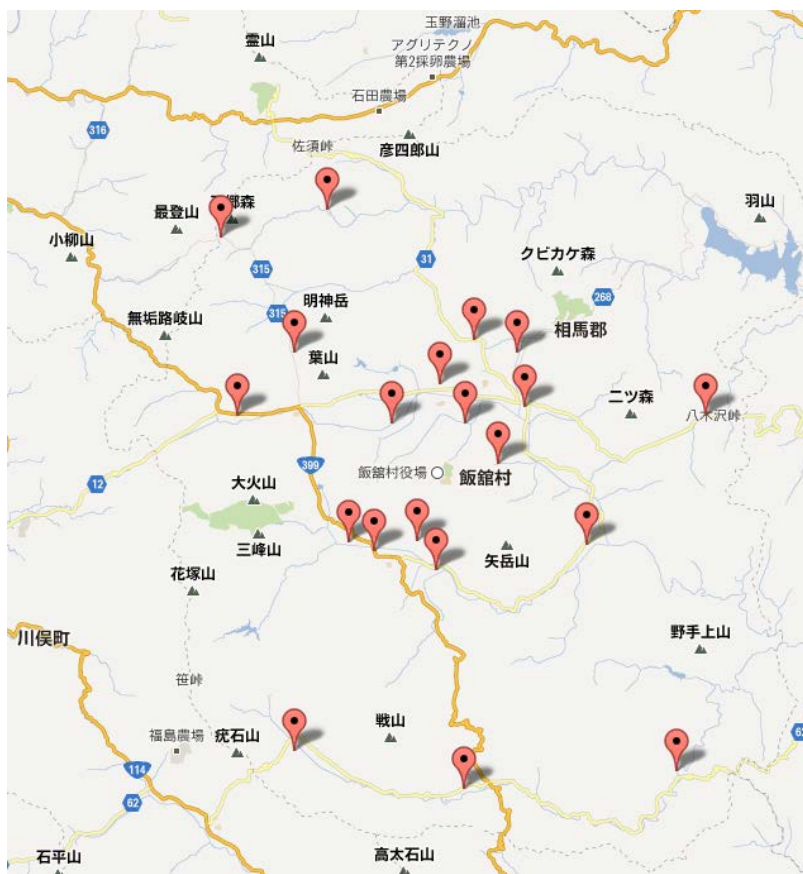 玉野溜池
霊山
アグリテクノ
第2採卵農場
石田農場
316
佐須峠
彦四郎山
最登山
郷森
羽山
小柳山
31
クビカケ森
315
268
明神岳
315
相馬郡
無垢路岐山
葉山
二ツ森
八木沢峠
399
飯舘村役場
飯舘村
12
大火山
三峰山
矢岳山
花塚山
川俣町
野手上山
笹峠
戦山
福島農場
疣石山
62
114
62
石平山
高太石山